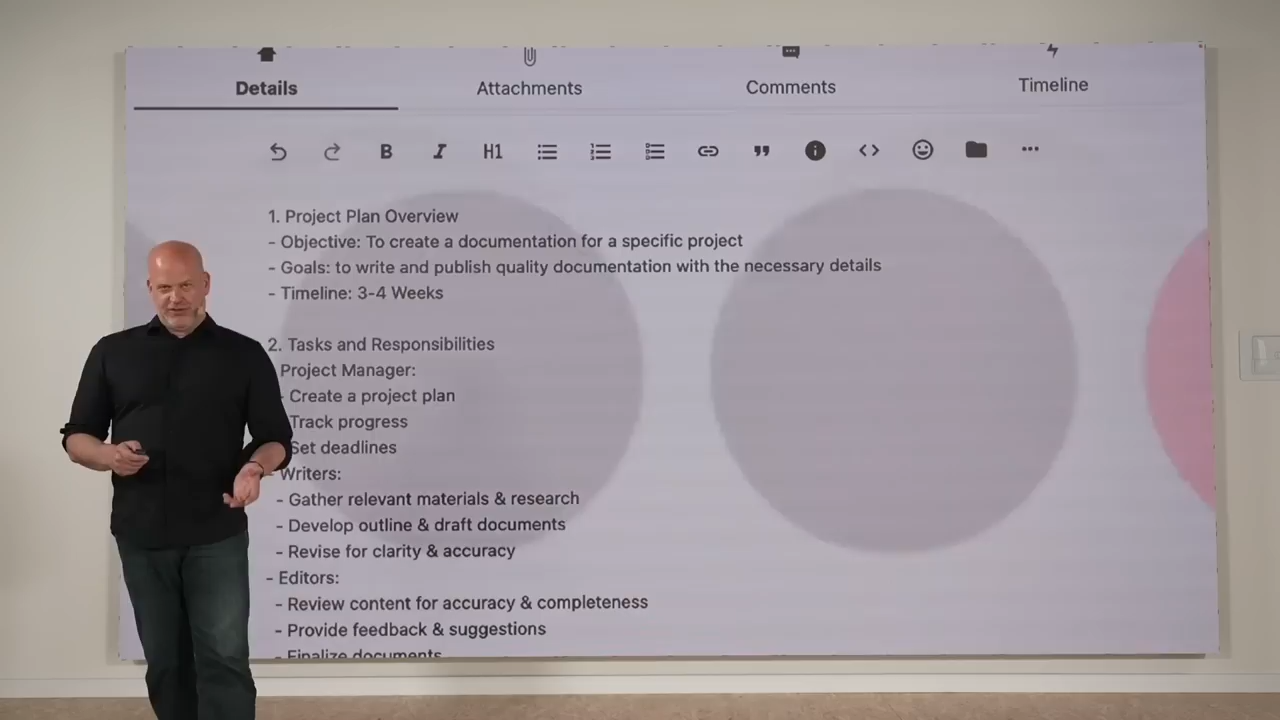 Details
Attachments
Comments
Timeline
B I H1
1. Project Plan Overview
- Objective: To create a documentation for a specific project
- Goals: to write and publish quality documentation with the necessary details
- Timeline: 3-4 Weeks
2. Tasks and Responsibilities
Project Manager:
- Create a project plan
Track progress
Set deadlines
- Writers:
- Gather relevant materials & research
- Develop outline & draft documents
- Revise for clarity & accuracy
- Editors:
- Review content for accuracy & completeness
- Provide feedback & suggestions
- Finalize documents